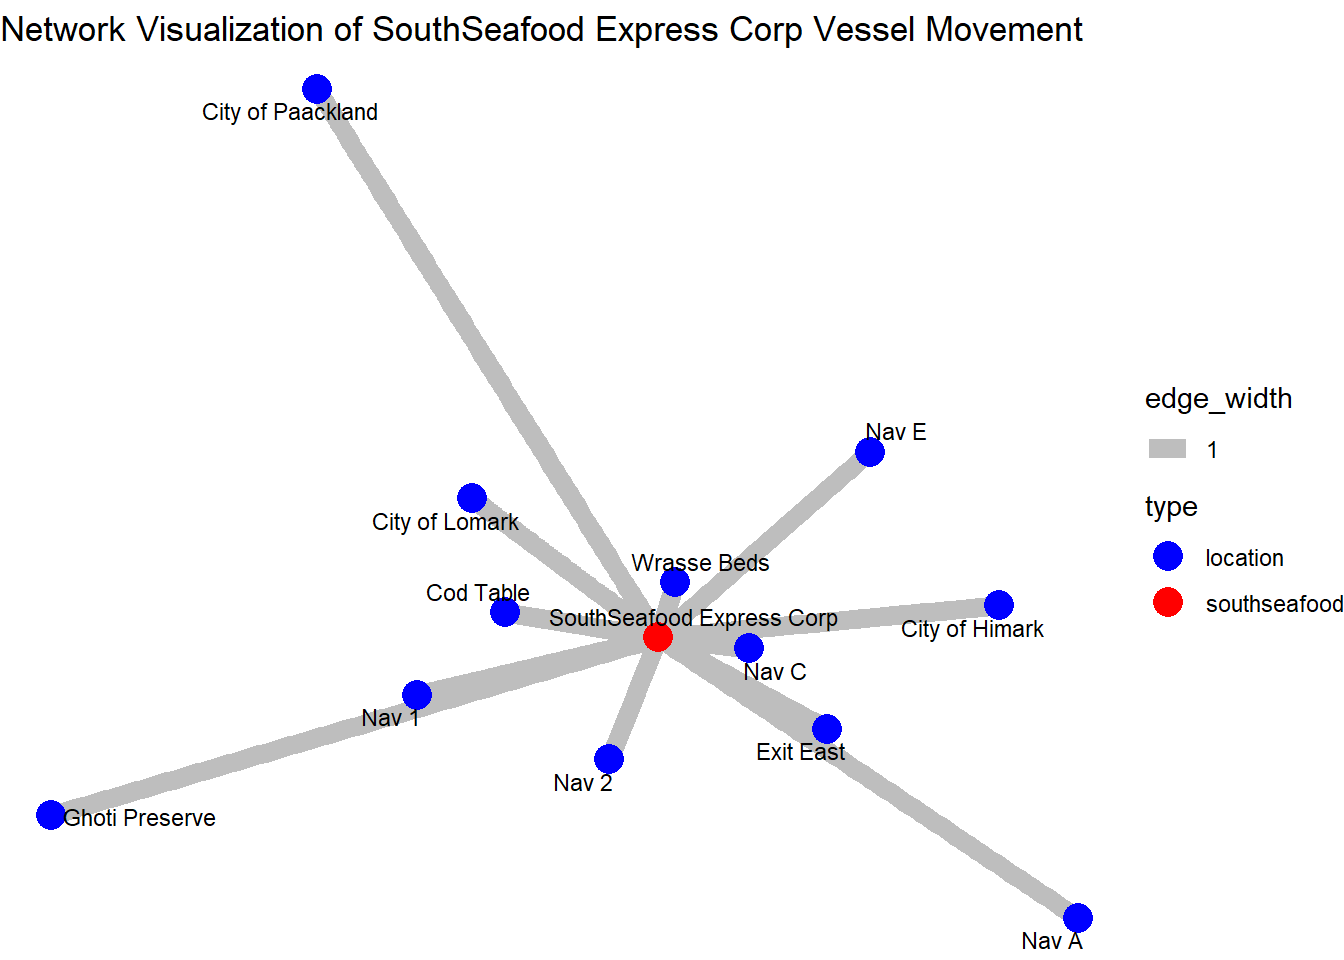 Network Visualization of SouthSeafood Express Corp Vessel Movement
City of Paackland
Nav E
City of Lomark
Wrasse Beds
Cod Table
SouthSeafood Express Corp
City of Himark
Nav C
Nav 1
Exit East
Nav 2
Ghoti Preserve
Nav A
edge_width
1
type
location
southseafood